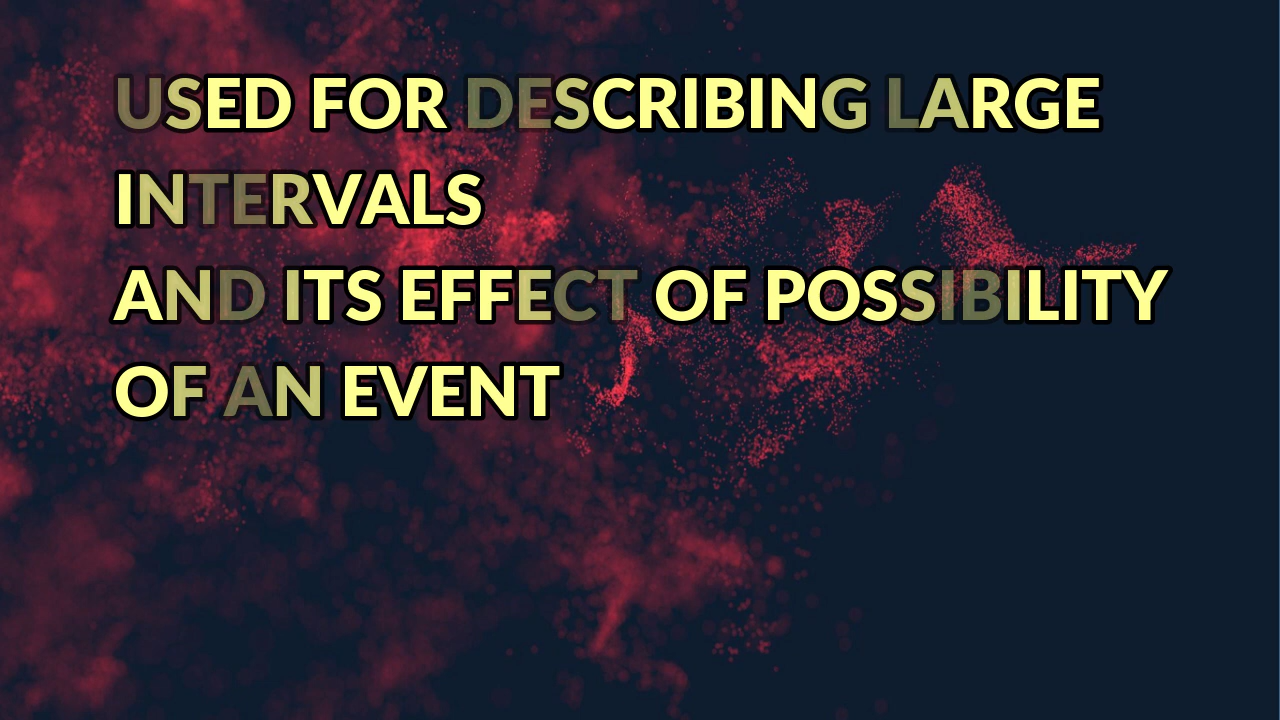 USED FOR DESCRIBING LARGE
INTERVALS
AND ITS EFFECT OF POSSIBILITY
OF AN EVENT